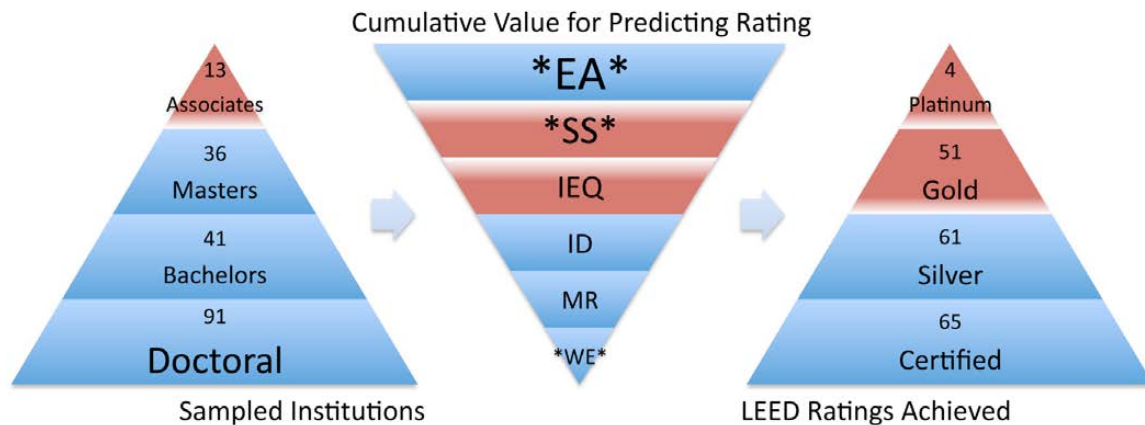 Cumulative Value for Predicting Rating
13
Associates
36
Masters
41
Bachelors
91
Doctoral
Sampled Institutions
*EA*
*SS*
IEQ
ID
MR
*WE*
4
Platinum
51
Gold
61
Silver
65
Certified
LEED Ratings Achieved